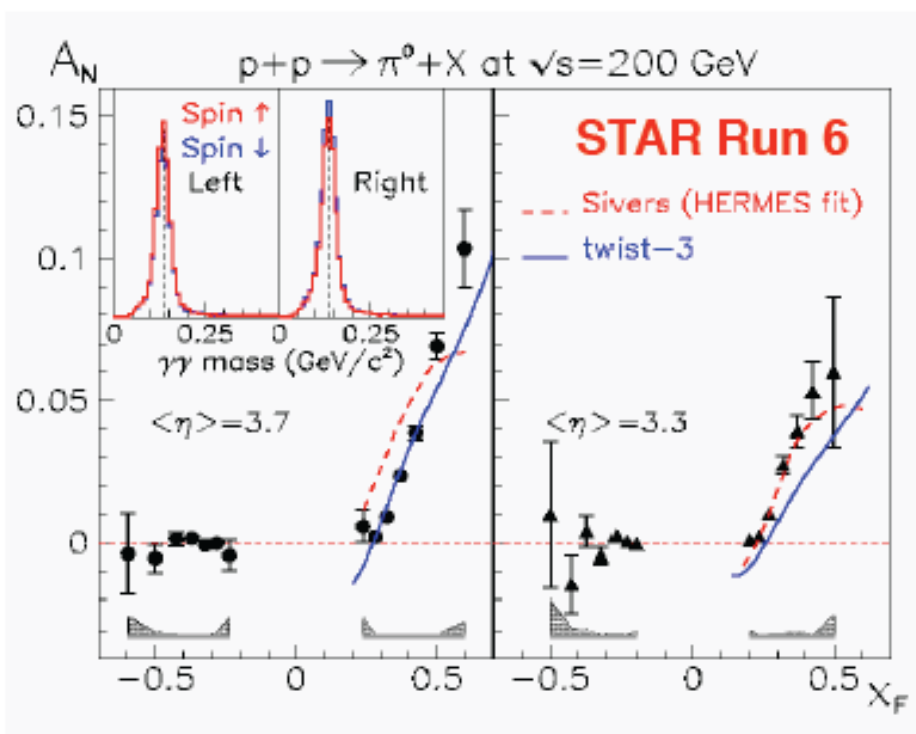 A_N p+p → π⁰+X at √s=200 GeV
0.15
0.1
0.05
0
Spin ↑
Spin ↓
Left
Right
0 0.25 0 0.25
γγ mass (GeV/c²)
<η>=3.7
−0.5 0 0.5
STAR Run 6
Sivers (HERMES fit)
twist−3
<η>=3.3
−0.5 0 0.5
X_F